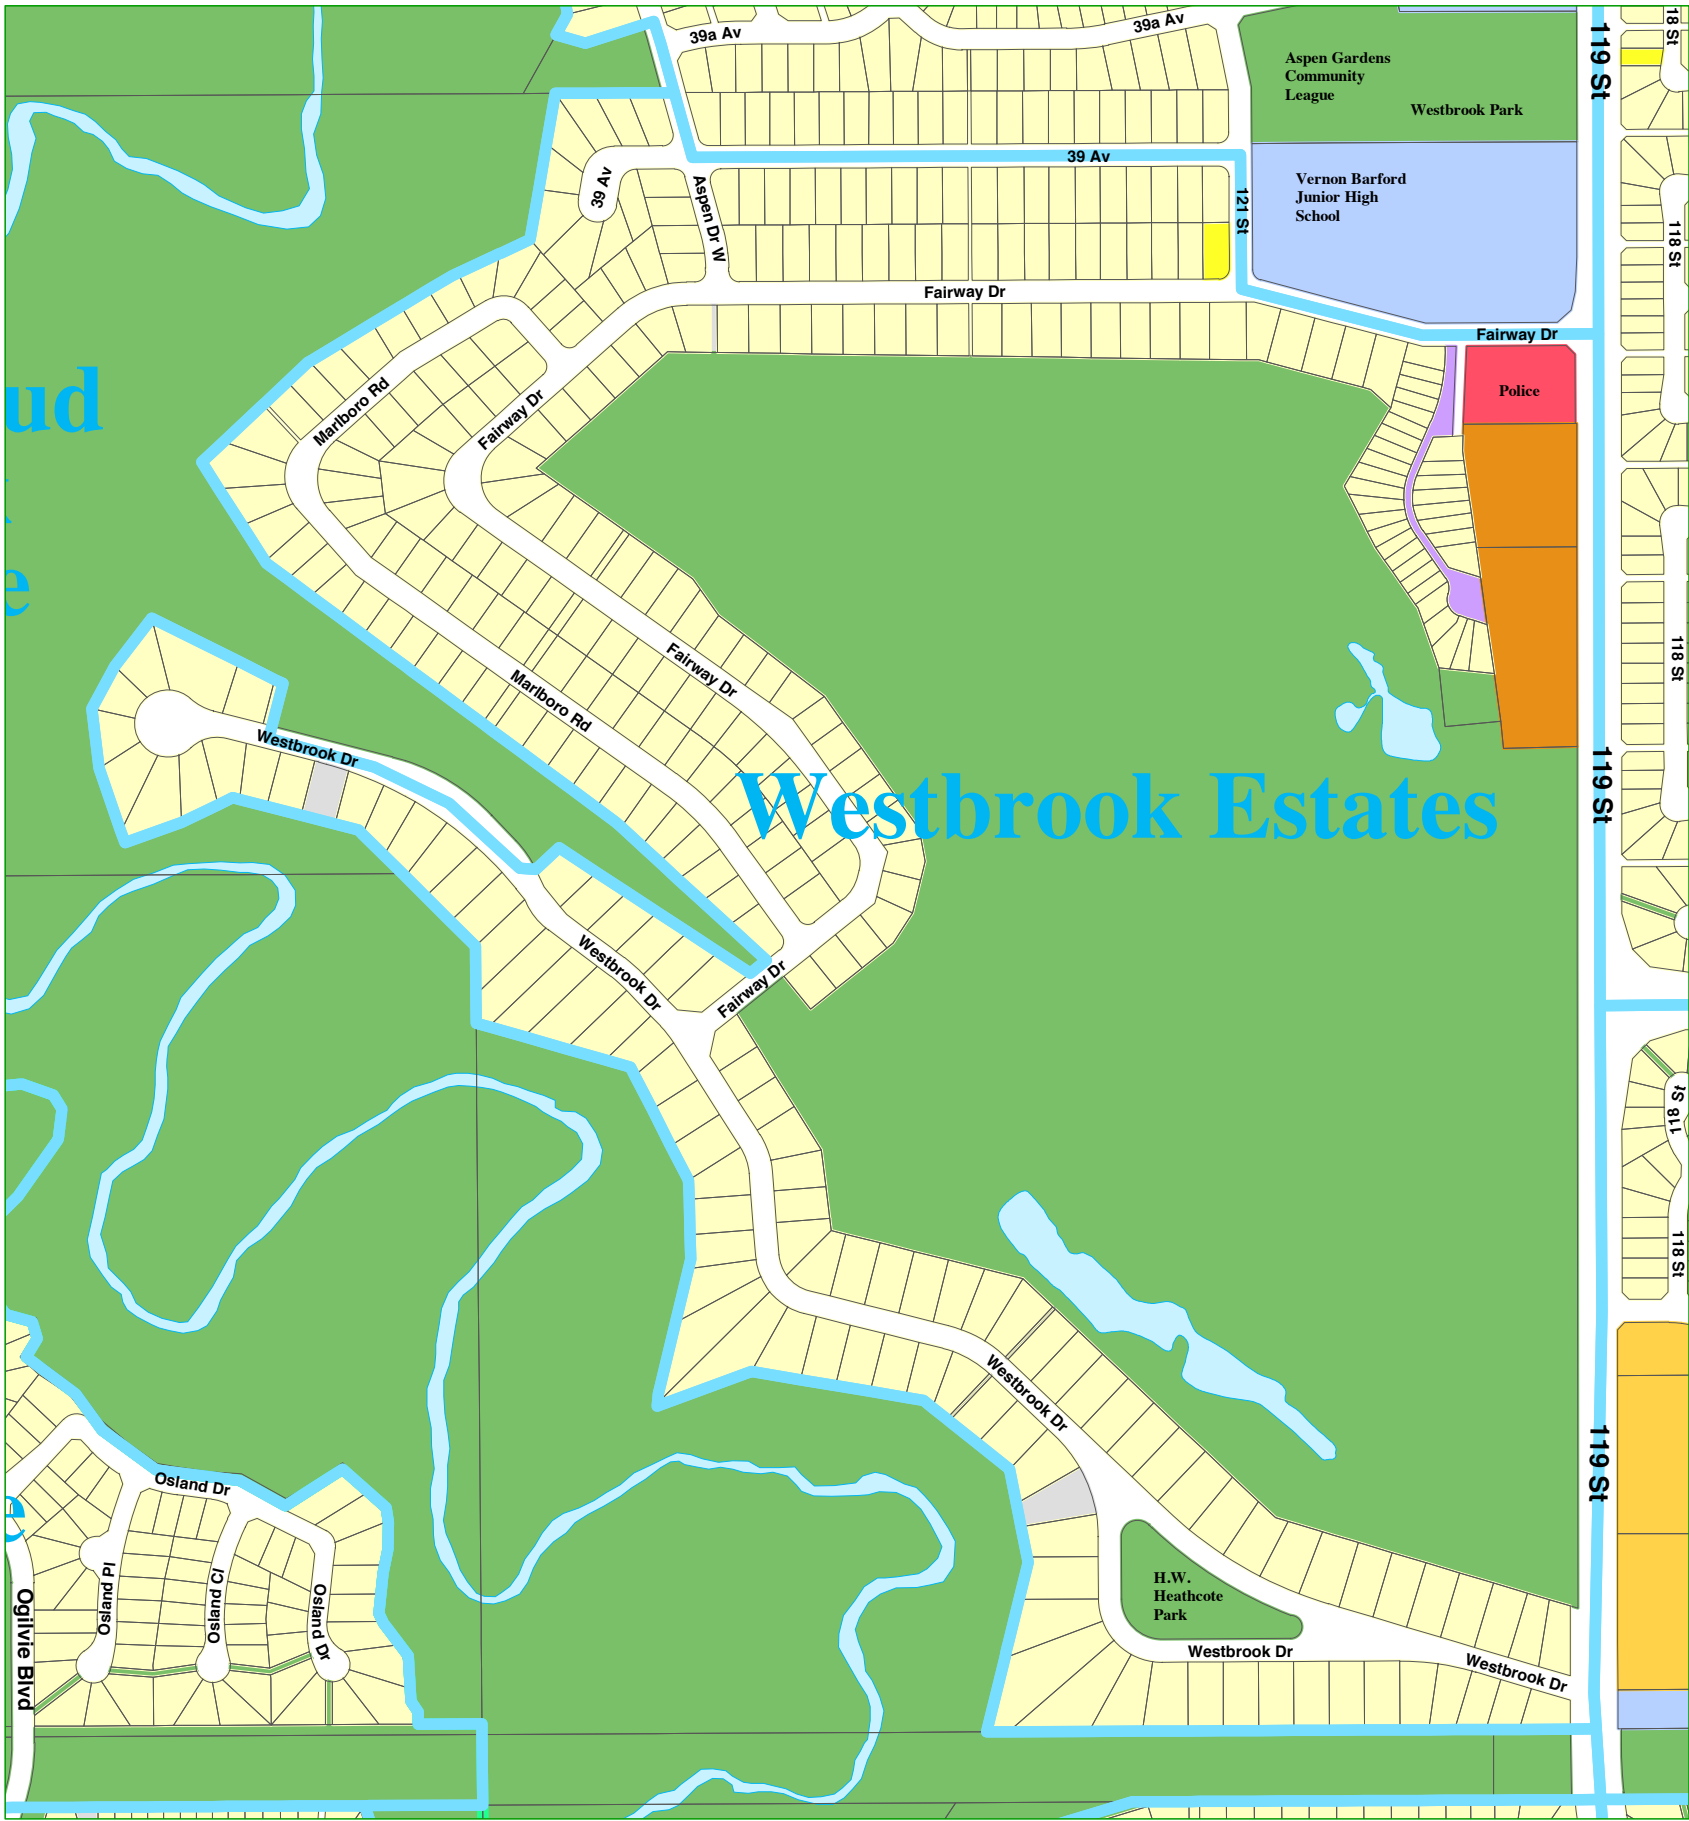 39a Av
39a Av
18 St
119 St
Aspen Gardens
Community
League
Westbrook Park
39 Av
39 Av
Aspen Dr W
121 St
Vernon Barford
Junior High
School
118 St
Fairway Dr
Fairway Dr
Police
ud
Marlboro Rd
Fairway Dr
e
Fairway Dr
Marlboro Rd
118 St
Westbrook Dr
119 St
Westbrook Estates
Westbrook Dr
Fairway Dr
118 St
118 St
Westbrook Dr
119 St
Osland Dr
e
Osland Pl
Osland Cl
Osland Dr
Ogilvie Blvd
H.W.
Heathcote
Park
Westbrook Dr
Westbrook Dr